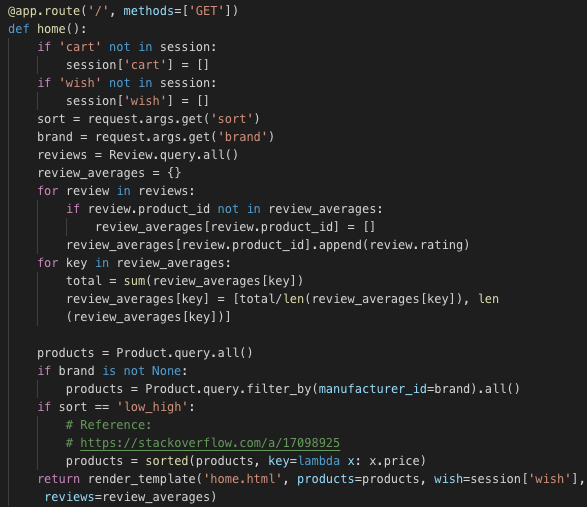 @app.route('/', methods=['GET'])
def home():
    if 'cart' not in session:
        session['cart'] = []
    if 'wish' not in session:
        session['wish'] = []
    sort = request.args.get('sort')
    brand = request.args.get('brand')
    reviews = Review.query.all()
    review_averages = {}
    for review in reviews:
        if review.product_id not in review_averages:
            review_averages[review.product_id] = []
        review_averages[review.product_id].append(review.rating)
    for key in review_averages:
        total = sum(review_averages[key])
        review_averages[key] = [total/len(review_averages[key]), len
        (review_averages[key])]

    products = Product.query.all()
    if brand is not None:
        products = Product.query.filter_by(manufacturer_id=brand).all()
    if sort == 'low_high':
        # Reference:
        # https://stackoverflow.com/a/17098925
        products = sorted(products, key=lambda x: x.price)
    return render_template('home.html', products=products, wish=session['wish'],
     reviews=review_averages)